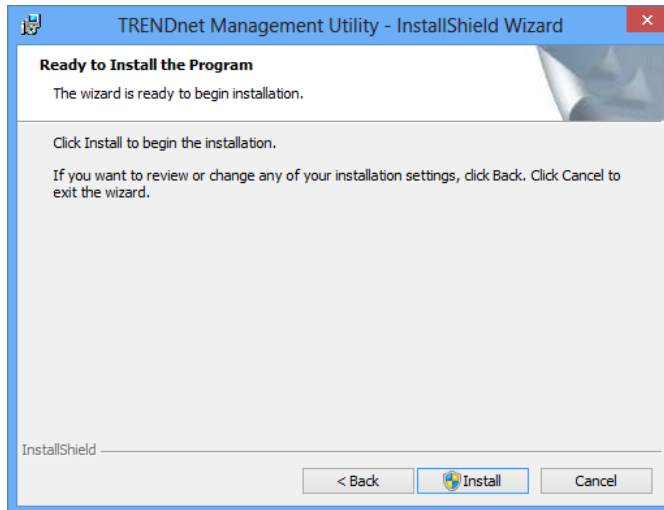 TRENDnet Management Utility - InstallShield Wizard
Ready to Install the Program
The wizard is ready to begin installation.
Click Install to begin the installation.
If you want to review or change any of your installation settings, click Back. Click Cancel to
exit the wizard.
InstallShield
< Back Install Cancel